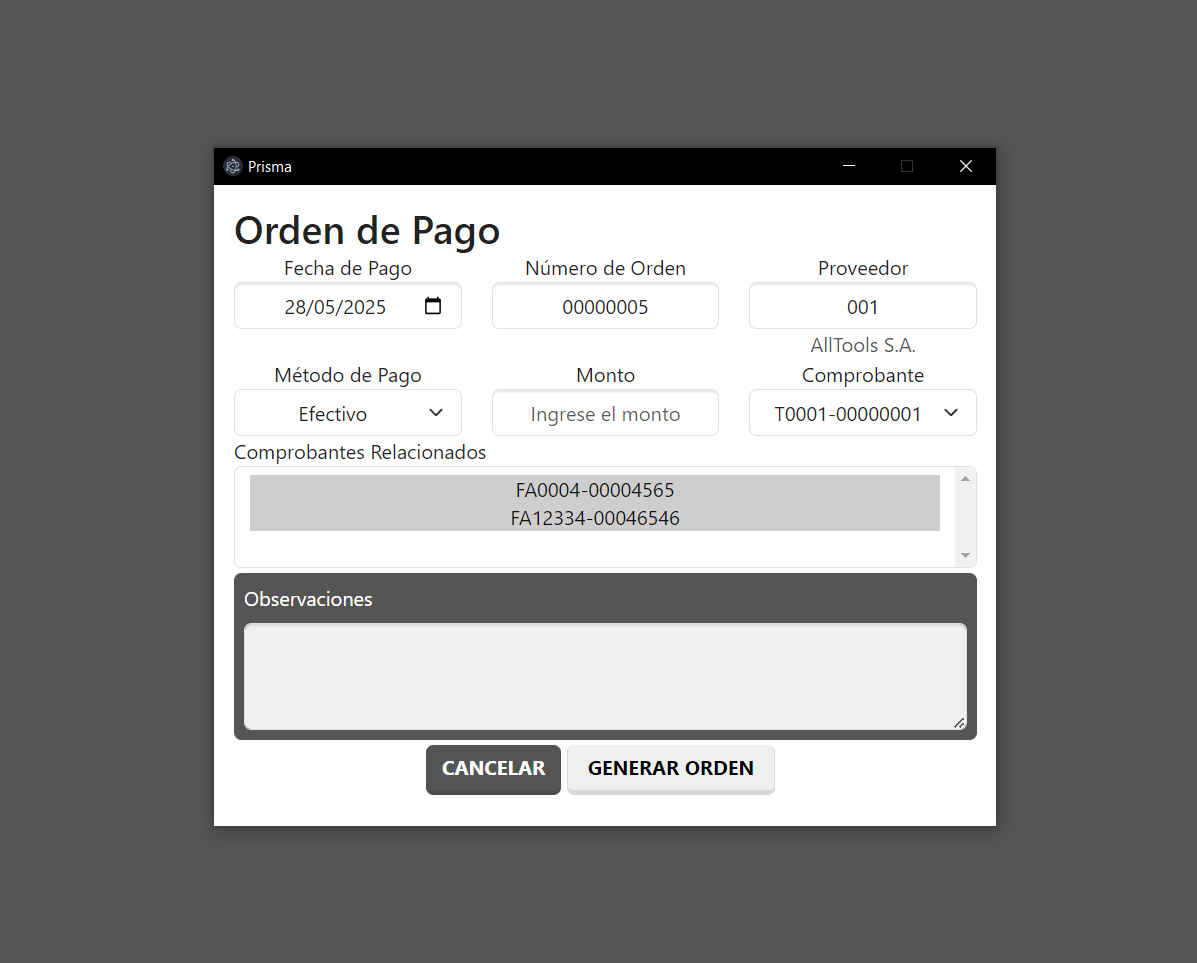 Prisma
Orden de Pago
Fecha de Pago
Número de Orden
Proveedor
28/05/2025
00000005
001
AllTools S.A.
Método de Pago
Monto
Comprobante
Efectivo
Ingrese el monto
T0001-00000001
Comprobantes Relacionados
FA0004-00004565
FA12334-00046546
Observaciones
CANCELAR
GENERAR ORDEN